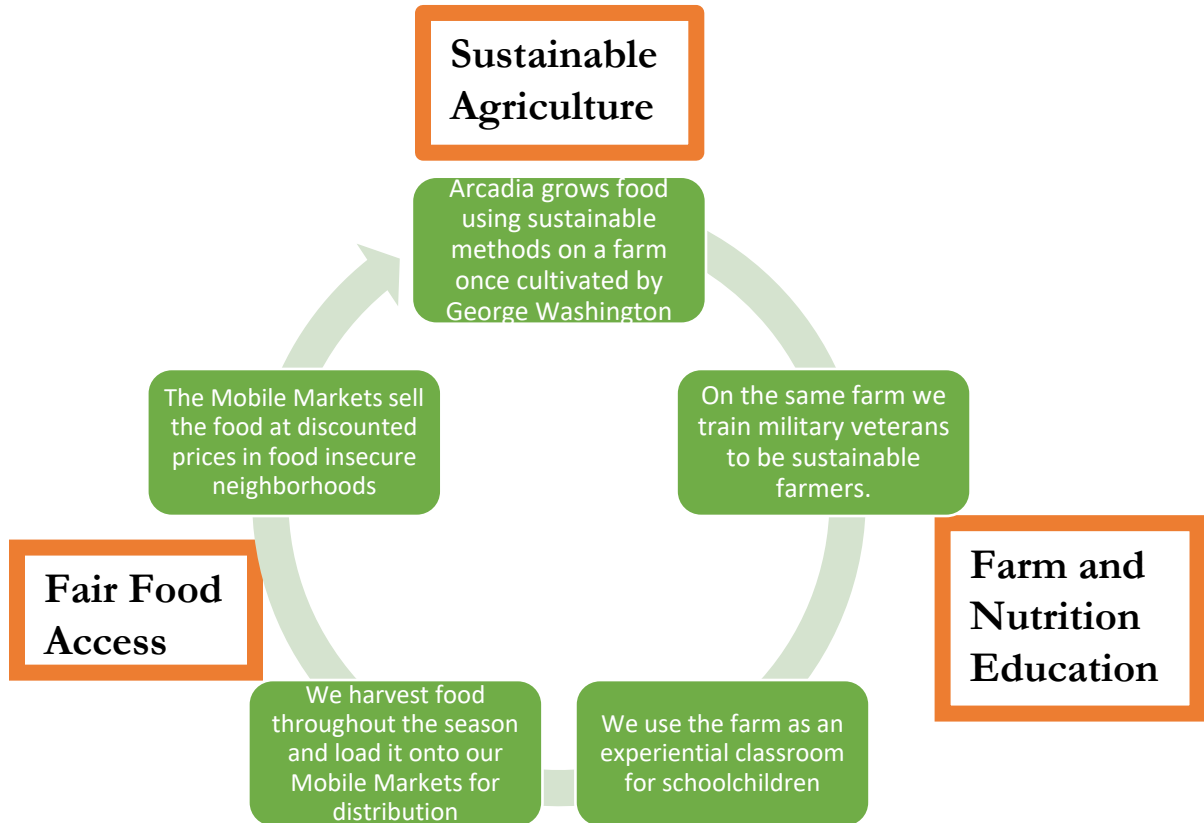 Sustainable
Agriculture
Arcadia grows food
using sustainable
methods on a farm
once cultivated by
George Washington
On the same farm we
train military veterans
to be sustainable
farmers.
Farm and
Nutrition
Education
We use the farm as an
experiential classroom
for schoolchildren
We harvest food
throughout the season
and load it onto our
Mobile Markets for
distribution
Fair Food
Access
The Mobile Markets sell
the food at discounted
prices in food insecure
neighborhoods